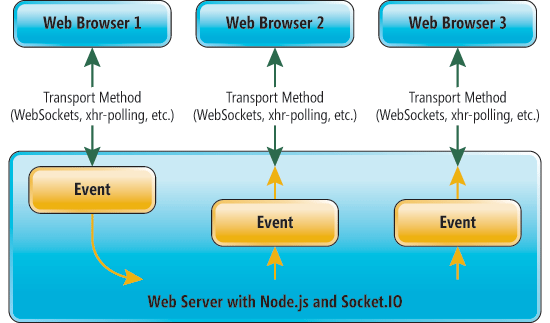 Web Browser 1
Web Browser 2
Web Browser 3
Transport Method
(WebSockets, xhr-polling, etc.)
Transport Method
(WebSockets, xhr-polling, etc.)
Transport Method
(WebSockets, xhr-polling, etc.)
Event
Event
Event
Web Server with Node.js and Socket.IO